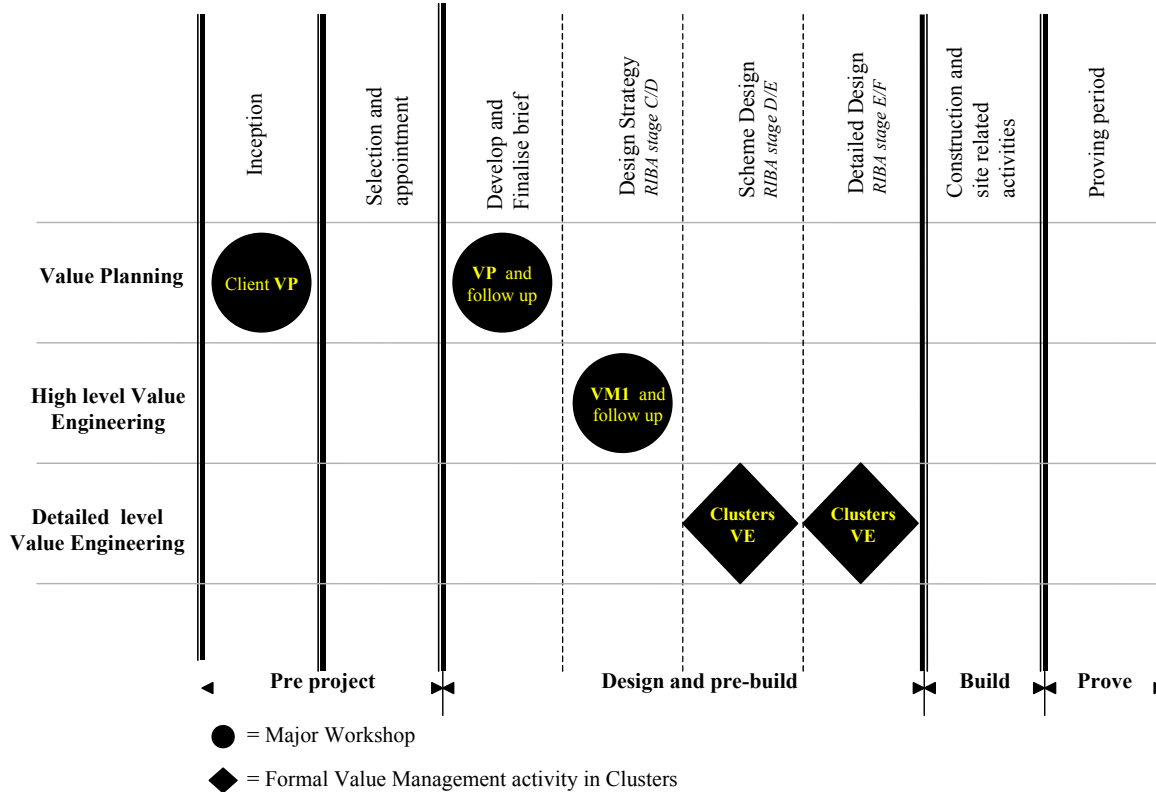 Inception
Selection and
appointment
Develop and
Finalise brief
Design Strategy
RIBA stage C/D
Scheme Design
RIBA stage D/E
Detailed Design
RIBA stage E/F
Construction and
site related
activities
Proving period
Value Planning
Client VP
VP and
follow up
High level Value
Engineering
VM1 and
follow up
Detailed level
Value Engineering
Clusters
VE
Clusters
VE
Pre project
Design and pre-build
Build
Prove
= Major Workshop
= Formal Value Management activity in Clusters